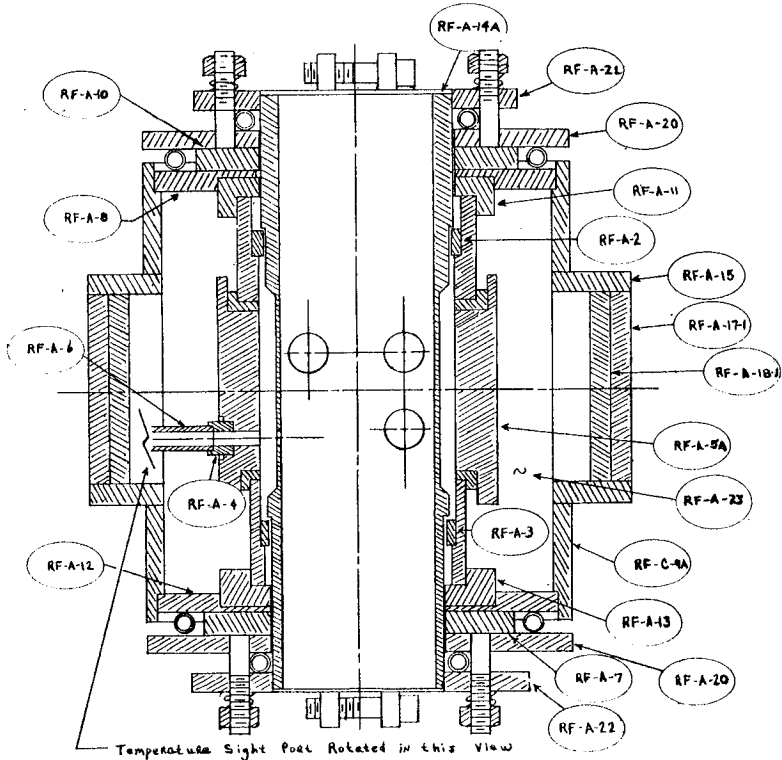 RF-A-14A
RF-A-21
RF-A-10
RF-A-20
RF-A-8
RF-A-11
RF-A-2
RF-A-15
RF-A-17-1
RF-A-6
RF-A-18-1
RF-A-5A
RF-A-4
RF-A-23
RF-A-3
RF-C-9A
RF-A-12
RF-A-13
RF-A-7
RF-A-20
RF-A-22
Temperature Sight Port Rotated in this View